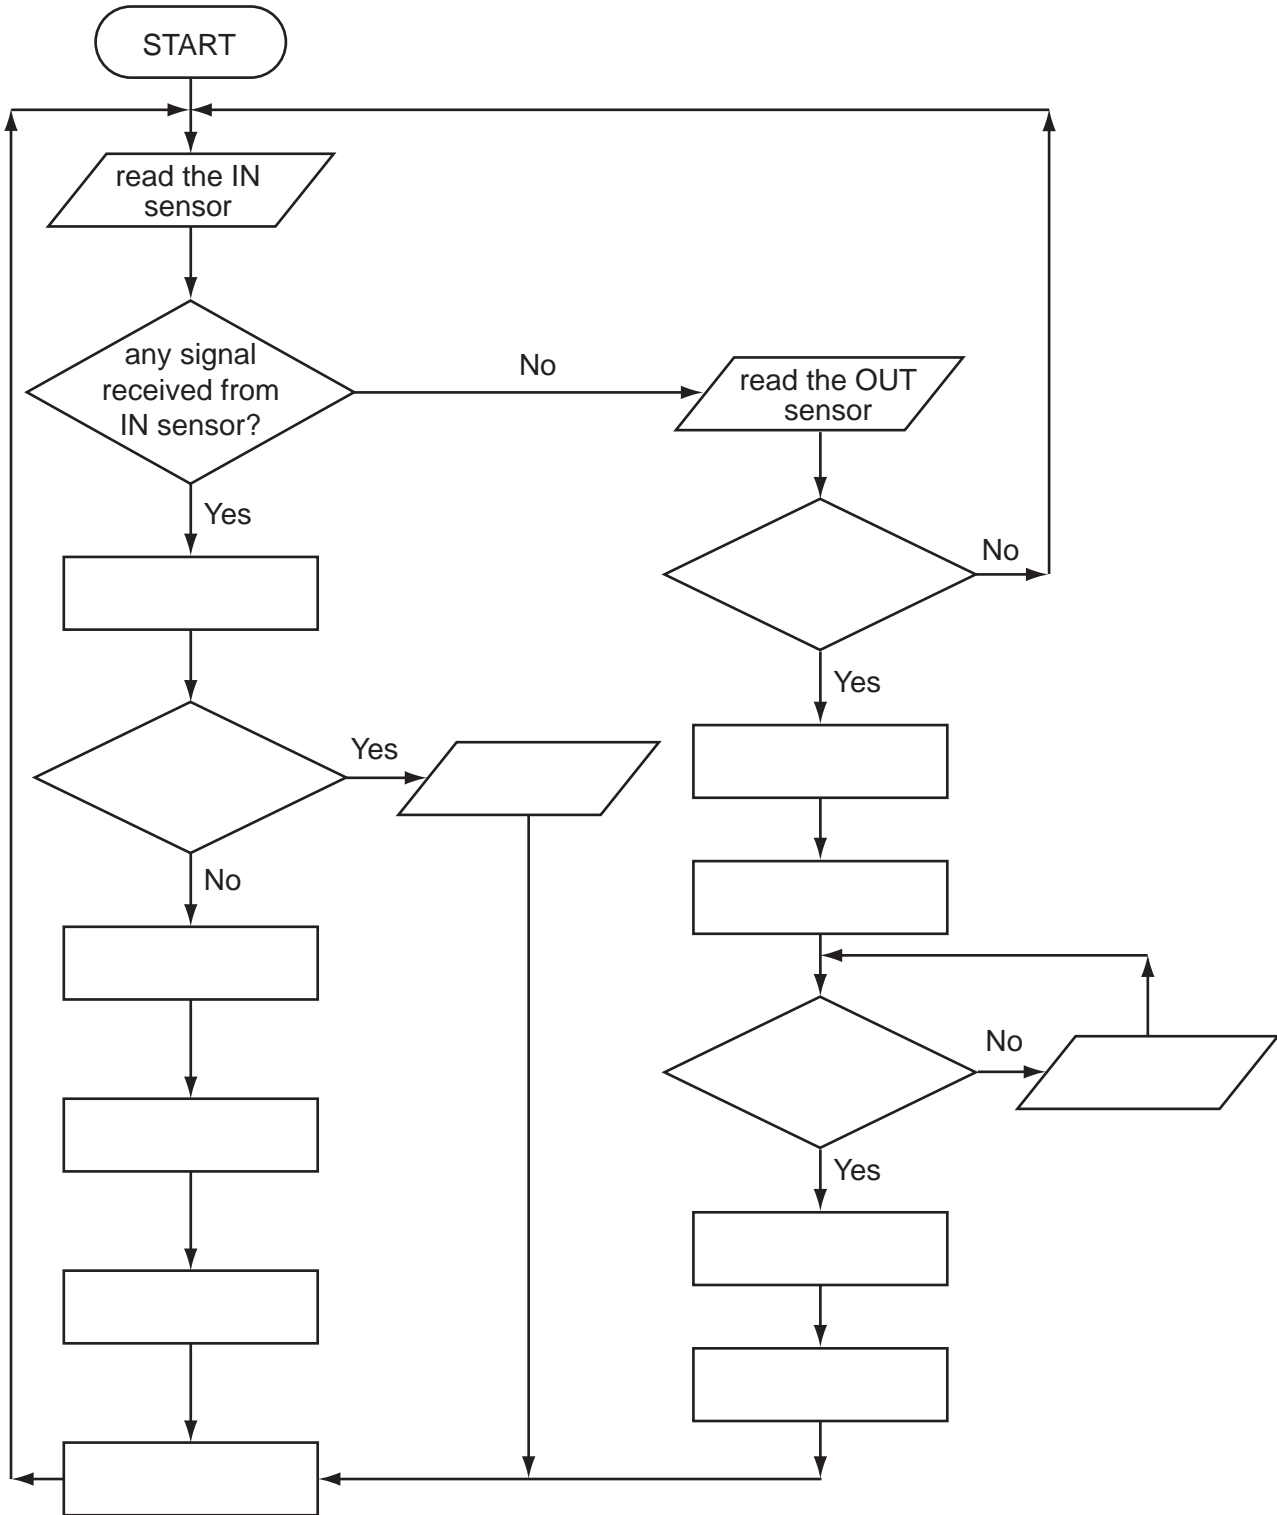 START
read the IN
sensor
any signal
received from
IN sensor?
No
read the OUT
sensor
Yes
No
Yes
Yes
No
No
Yes